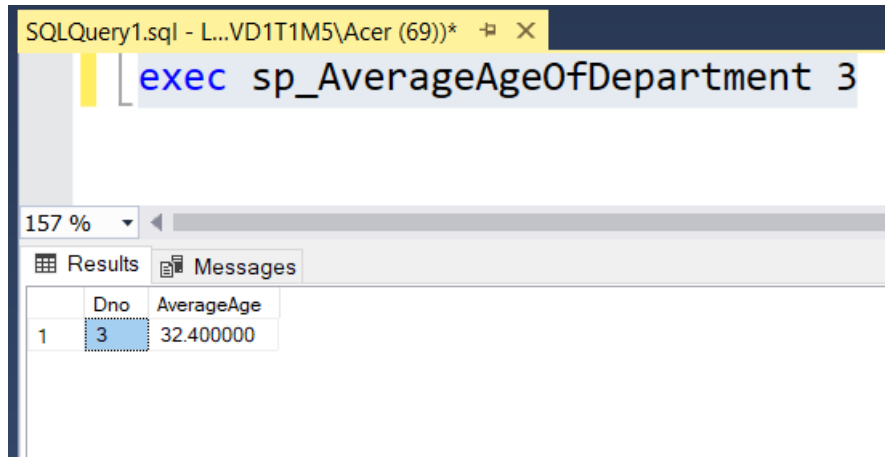 SQLQuery1.sql - L...VD1T1M5\Acer (69))*
exec sp_AverageAgeOfDepartment 3
157 %
Results Messages
Dno AverageAge
1 3 32.400000